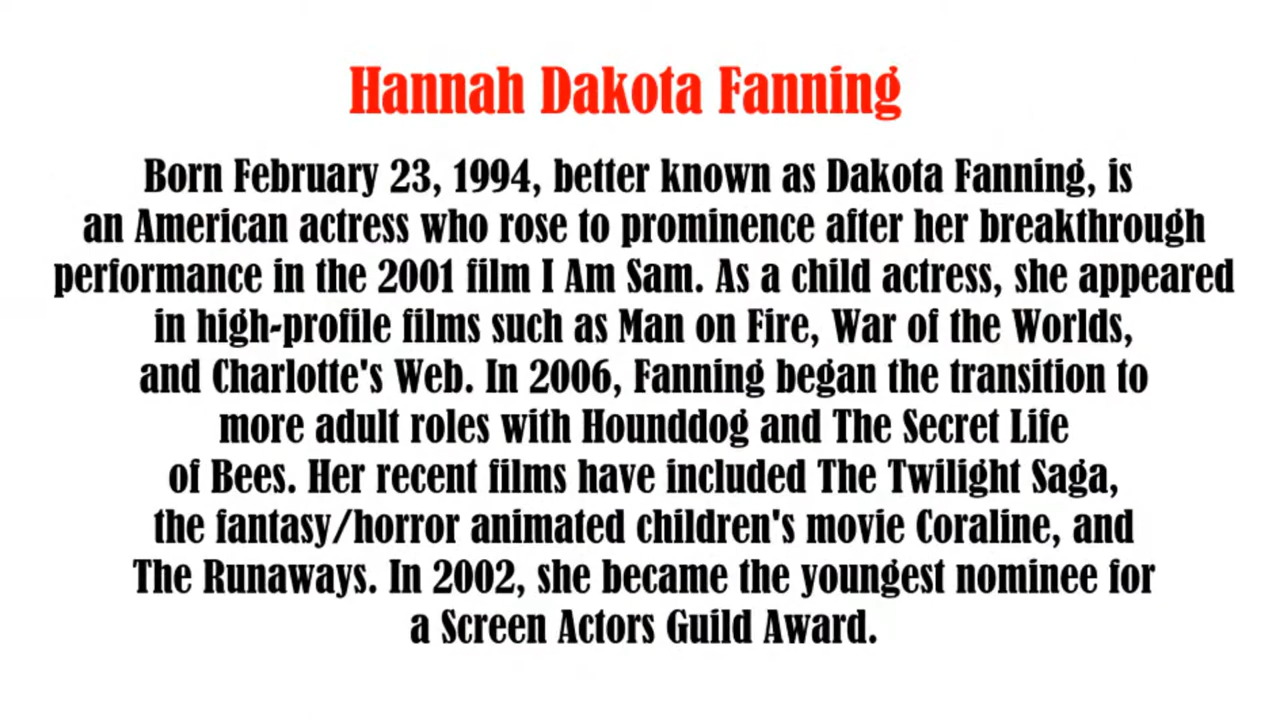 Hannah Dakota Fanning
Born February 23, 1994, better known as Dakota Fanning, is
an American actress who rose to prominence after her breakthrough
performance in the 2001 film I Am Sam. As a child actress, she appeared
in high-profile films such as Man on Fire, War of the Worlds,
and Charlotte's Web. In 2006, Fanning began the transition to
more adult roles with Hounddog and The Secret Life
of Bees. Her recent films have included The Twilight Saga,
the fantasy/horror animated children's movie Coraline, and
The Runaways. In 2002, she became the youngest nominee for
a Screen Actors Guild Award.